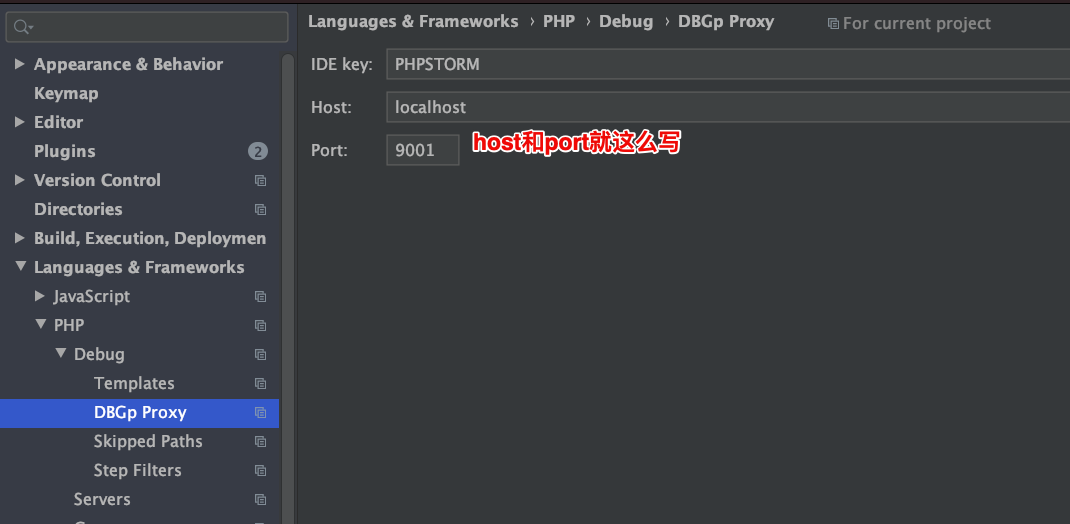 Languages & Frameworks › PHP › Debug › DBGp Proxy
For current project
Appearance & Behavior
Keymap
Editor
Plugins 2
Version Control
Directories
Build, Execution, Deploymen
Languages & Frameworks
JavaScript
PHP
Debug
Templates
DBGp Proxy
Skipped Paths
Step Filters
Servers
IDE key: PHPSTORM
Host: localhost
Port: 9001
host和port就这么写